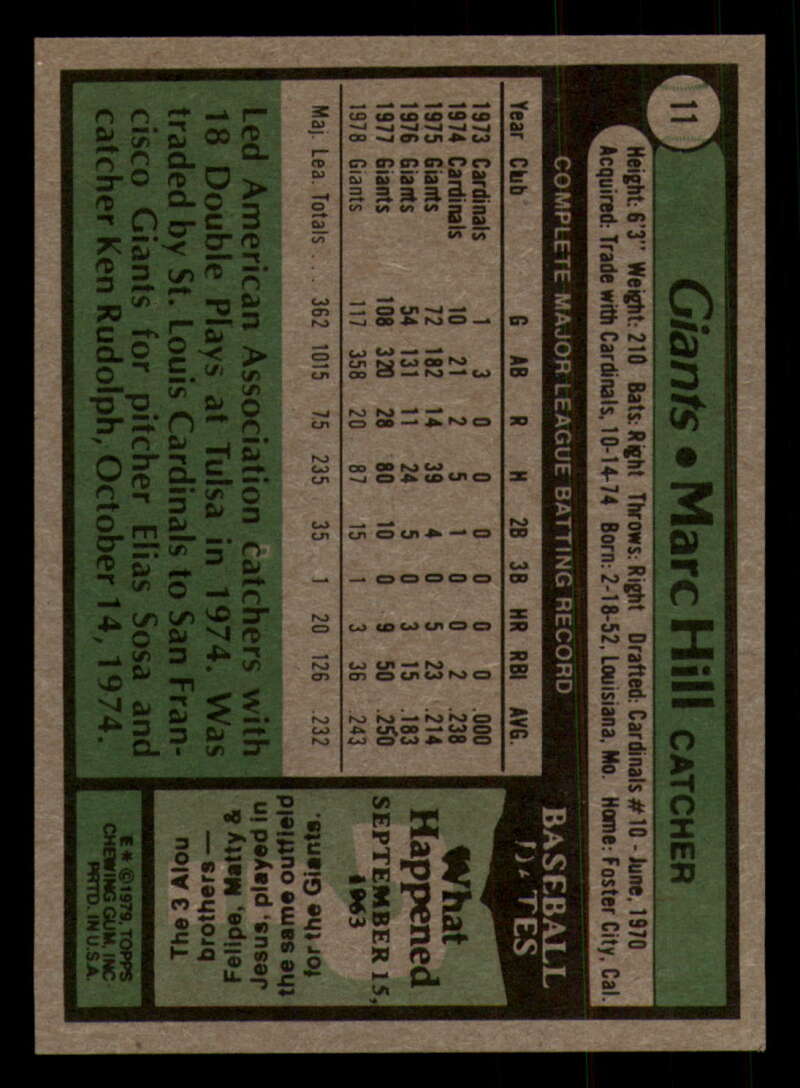 11
Giants • Marc Hill CATCHER
Height: 6'3" Weight: 210 Bats: Right Throws: Right Drafted: Cardinals #10 - June, 1970
Acquired: Trade with Cardinals, 10-14-74 Born: 2-18-52, Louisiana, Mo. Home: Foster City, Cal.
COMPLETE MAJOR LEAGUE BATTING RECORD
Year Club G AB R H 2B 3B HR RBI AVG.
1973 Cardinals 1 3 0 0 0 0 0 0 .000
1974 Cardinals 10 21 2 5 1 0 0 2 .238
1975 Giants 72 182 14 39 4 0 5 23 .214
1976 Giants 54 131 11 24 5 0 3 15 .183
1977 Giants 108 320 28 80 10 0 9 50 .250
1978 Giants 117 358 20 87 15 1 3 36 .243
Maj. Lea. Totals ... 362 1015 75 235 35 1 20 126 .232
Led American Association catchers with
18 Double Plays at Tulsa in 1974. Was
traded by St. Louis Cardinals to San Fran-
cisco Giants for pitcher Elias Sosa and
catcher Ken Rudolph, October 14, 1974.
BASEBALL
DATES
What
Happened
SEPTEMBER 15,
1963
The 3 Alou
brothers —
Felipe, Matty &
Jesus, played in
the same outfield
for the Giants.
E* ©1979, TOPPS
CHEWING GUM, INC
PRTD. IN U.S.A.